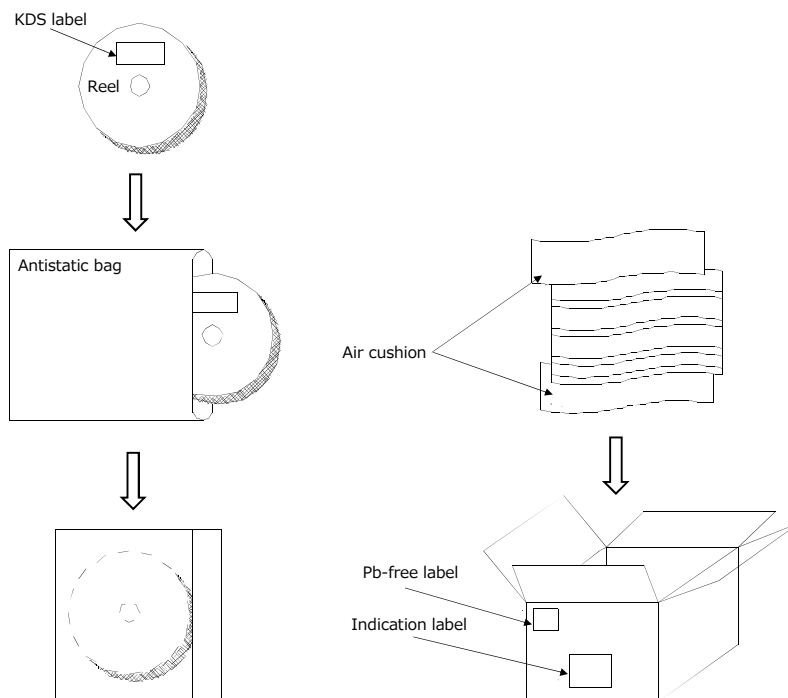 KDS label
Reel
Antistatic bag
Air cushion
Pb-free label
Indication label